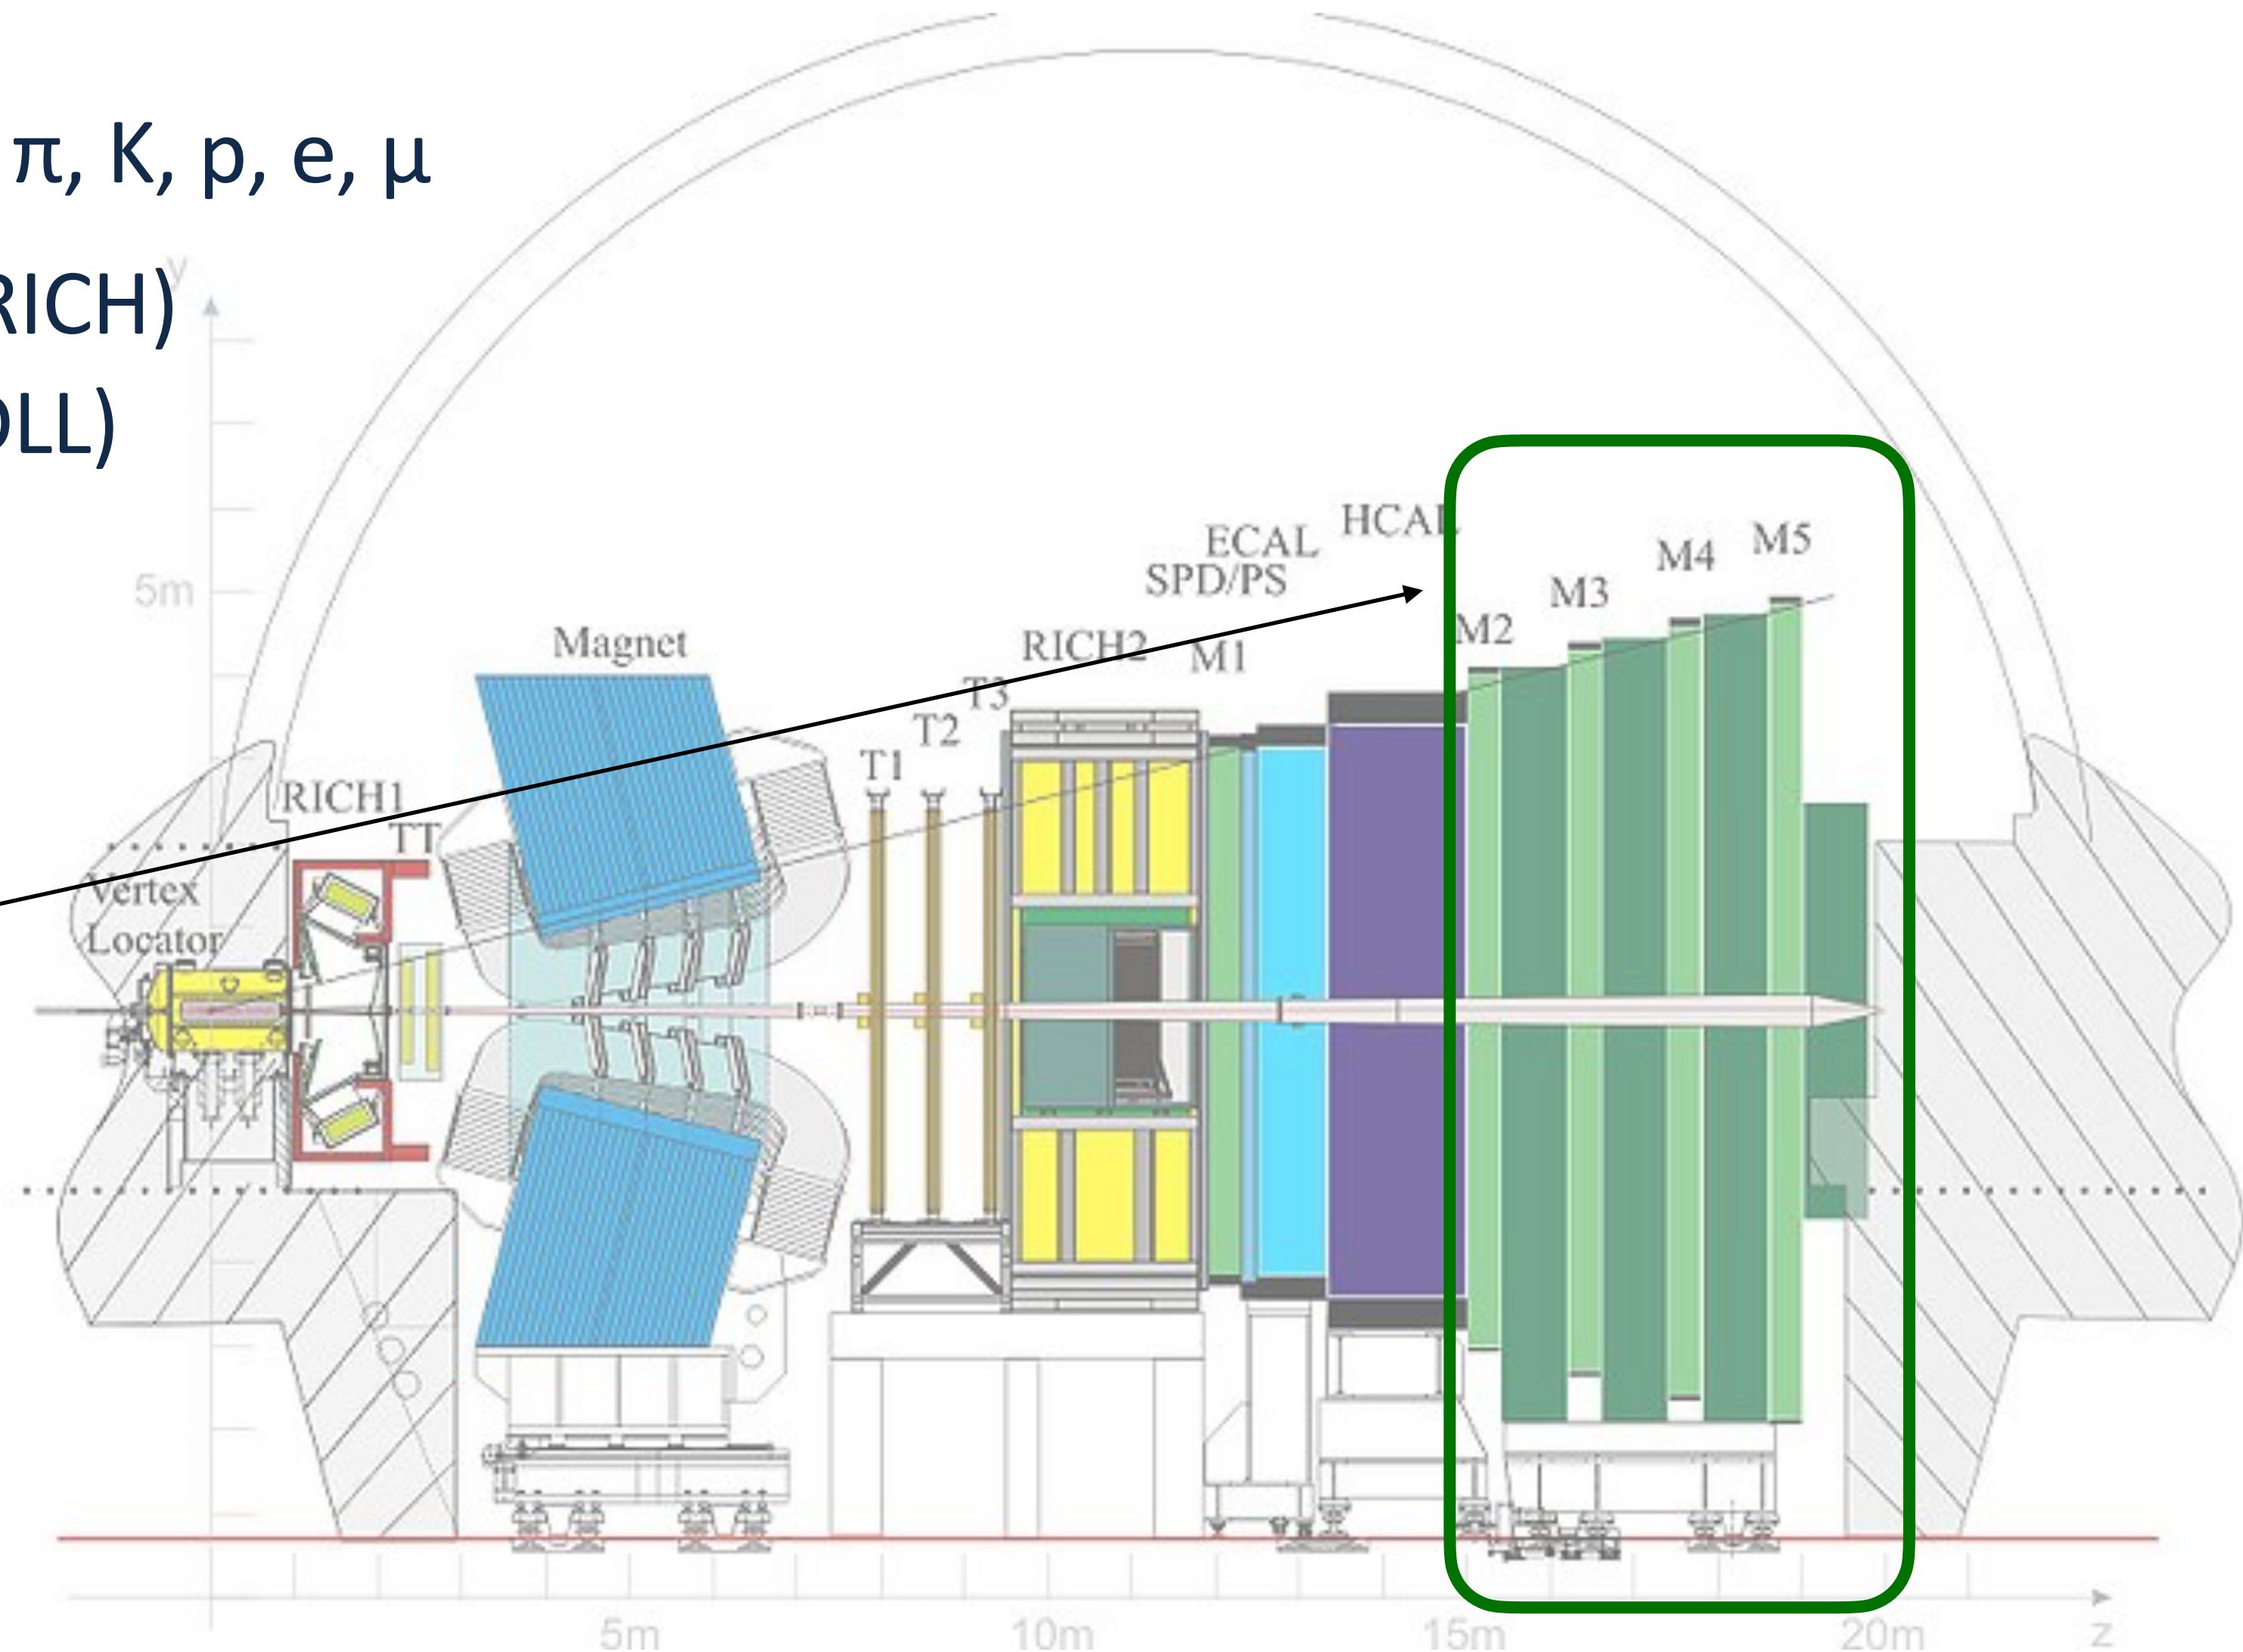 π, K, p, e, μ
RICH)
DLL)
y
5m
HCAL
ECAL
SPD/PS
M5
M4
M3
M2
Magnet
RICH2
M1
T3
T2
T1
RICH1
TT
Vertex
Locator
5m
10m
15m
20m
z